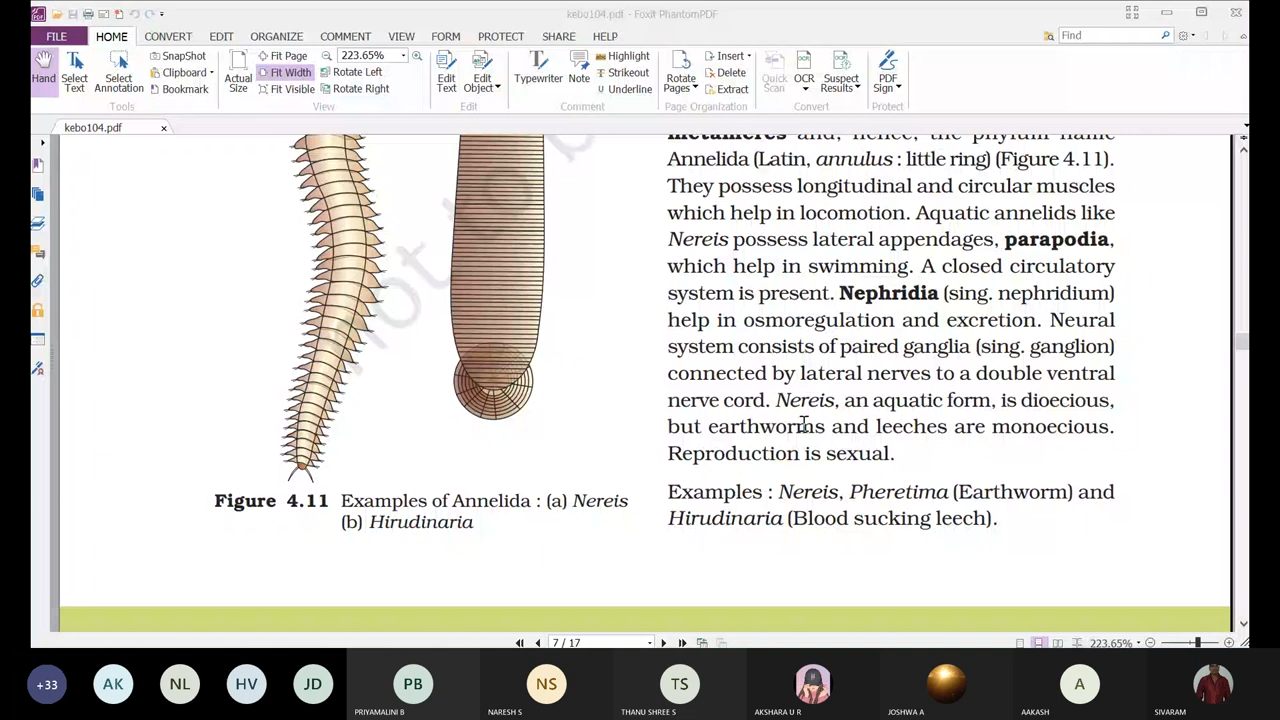 kebo104.pdf - Foxit PhantomPDF
FILE HOME CONVERT EDIT ORGANIZE COMMENT VIEW FORM PROTECT SHARE HELP Find
Hand
Select Text
Select Annotation
SnapShot
Clipboard
Bookmark
Tools
Actual Size
Fit Page
Fit Width
Fit Visible
223.65%
Rotate Left
Rotate Right
View
Edit Text
Edit Object
Edit
Typewriter
Note
Highlight
Strikeout
Underline
Comment
Rotate Pages
Insert
Delete
Extract
Page Organization
Quick Scan
OCR
Suspect Results
Convert
PDF Sign
Protect
kebo104.pdf
metameres and, hence, the phylum name
Annelida (Latin, annulus : little ring) (Figure 4.11).
They possess longitudinal and circular muscles
which help in locomotion. Aquatic annelids like
Nereis possess lateral appendages, parapodia,
which help in swimming. A closed circulatory
system is present. Nephridia (sing. nephridium)
help in osmoregulation and excretion. Neural
system consists of paired ganglia (sing. ganglion)
connected by lateral nerves to a double ventral
nerve cord. Nereis, an aquatic form, is dioecious,
but earthworms and leeches are monoecious.
Reproduction is sexual.
Examples : Nereis, Pheretima (Earthworm) and
Hirudinaria (Blood sucking leech).
Figure 4.11 Examples of Annelida : (a) Nereis
(b) Hirudinaria
not
7 / 17
223.65%
+33 AK NL HV JD PB NS TS A
PRIYAMALINI B NARESH S THANU SHREE S AKSHARA U R JOSHWA A AAKASH SIVARAM